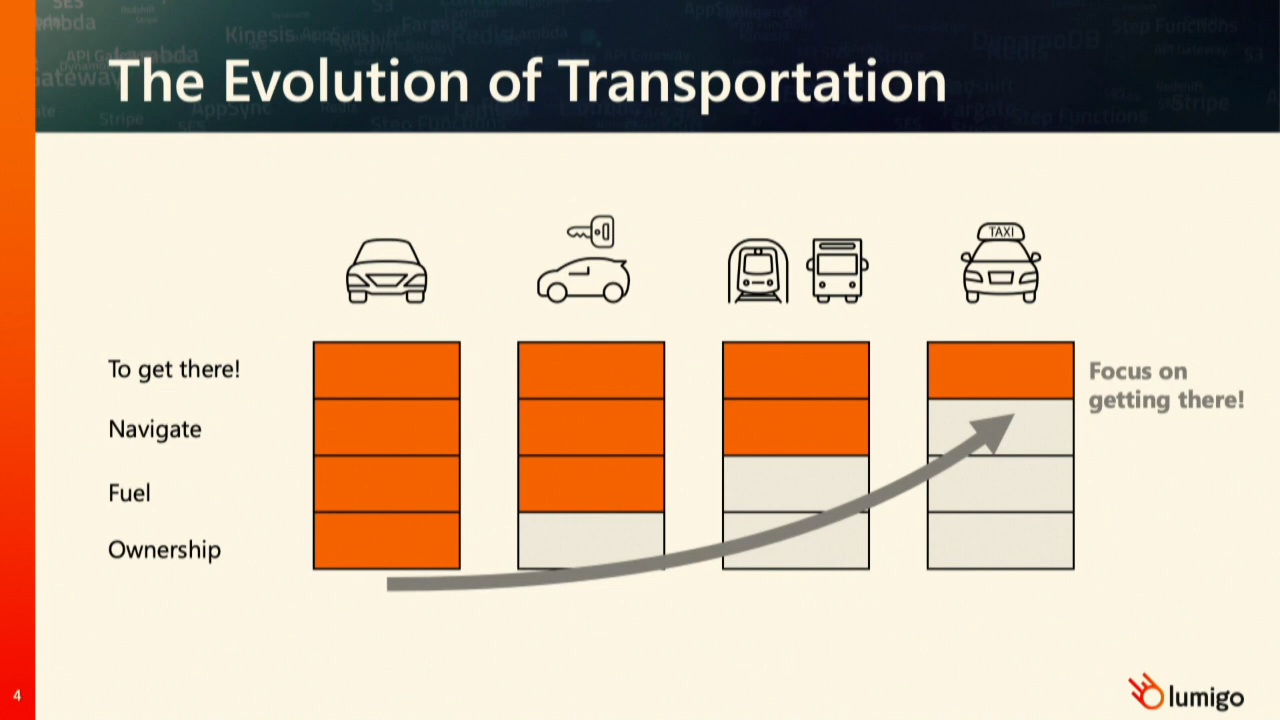 The Evolution of Transportation
TAXI
To get there!
Navigate
Fuel
Ownership
Focus on
getting there!
4
lumigo